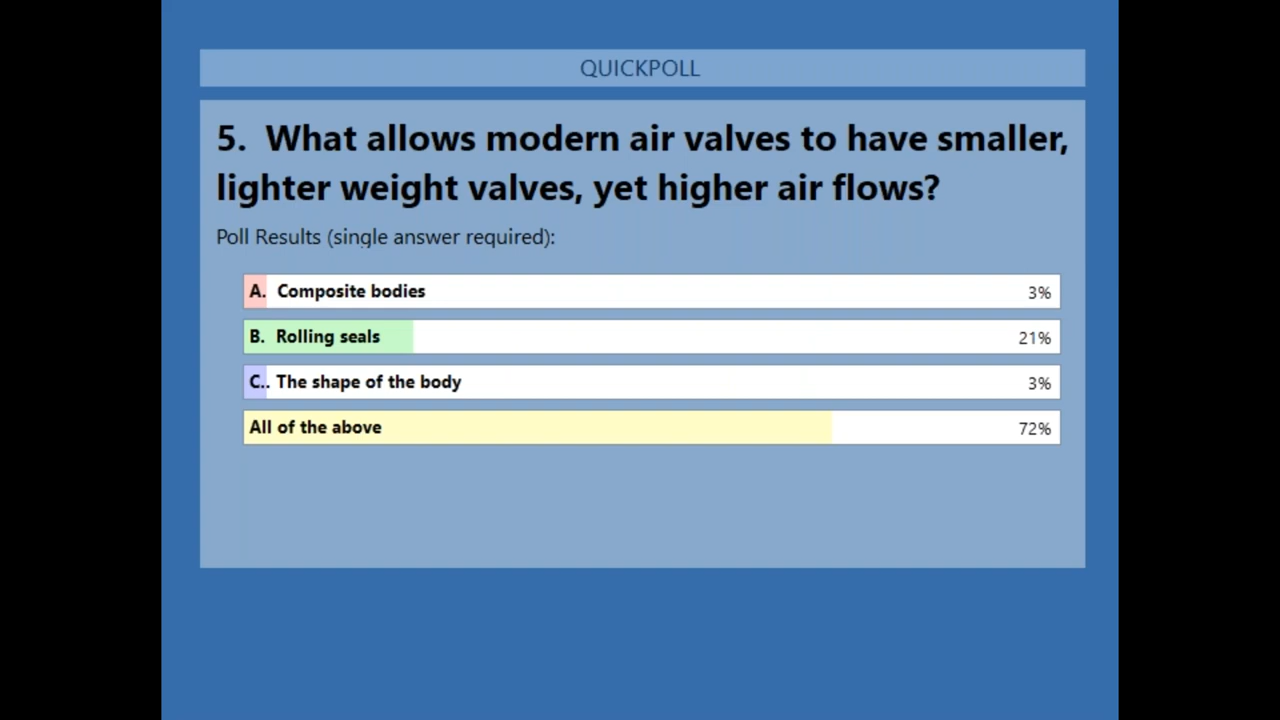 QUICKPOLL
5. What allows modern air valves to have smaller,
lighter weight valves, yet higher air flows?
Poll Results (single answer required):
A. Composite bodies 3%
B. Rolling seals 21%
C.. The shape of the body 3%
All of the above 72%